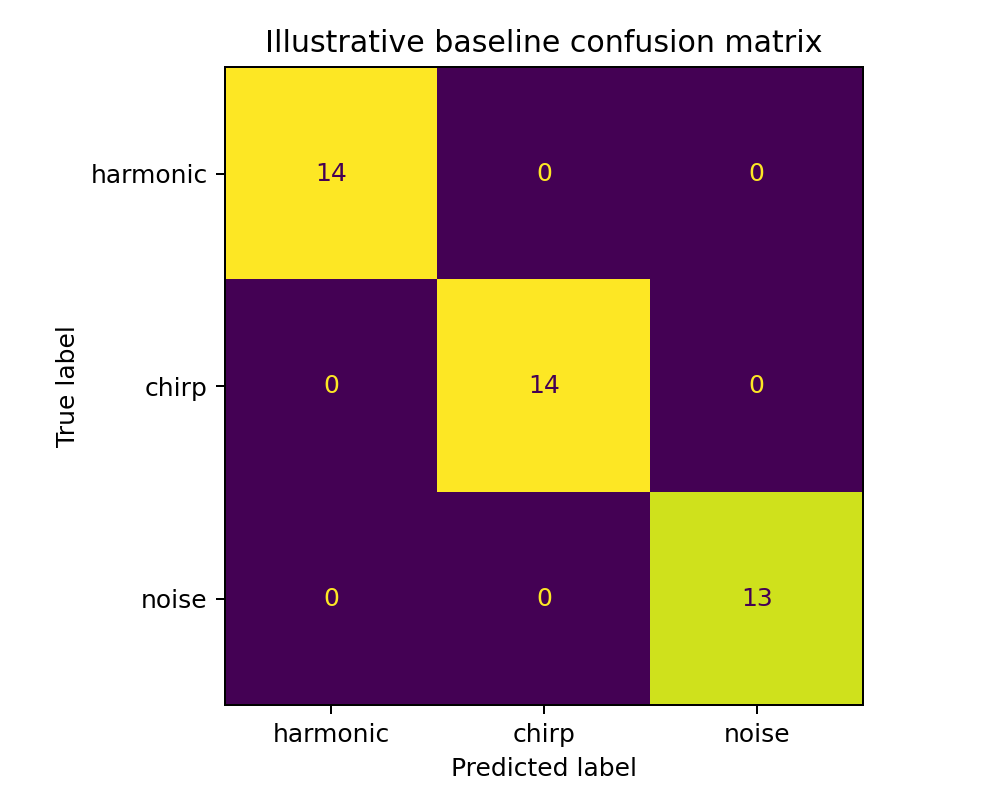 Illustrative baseline confusion matrix
harmonic 14 0 0
chirp 0 14 0
noise 0 0 13
True label
harmonic chirp noise
Predicted label